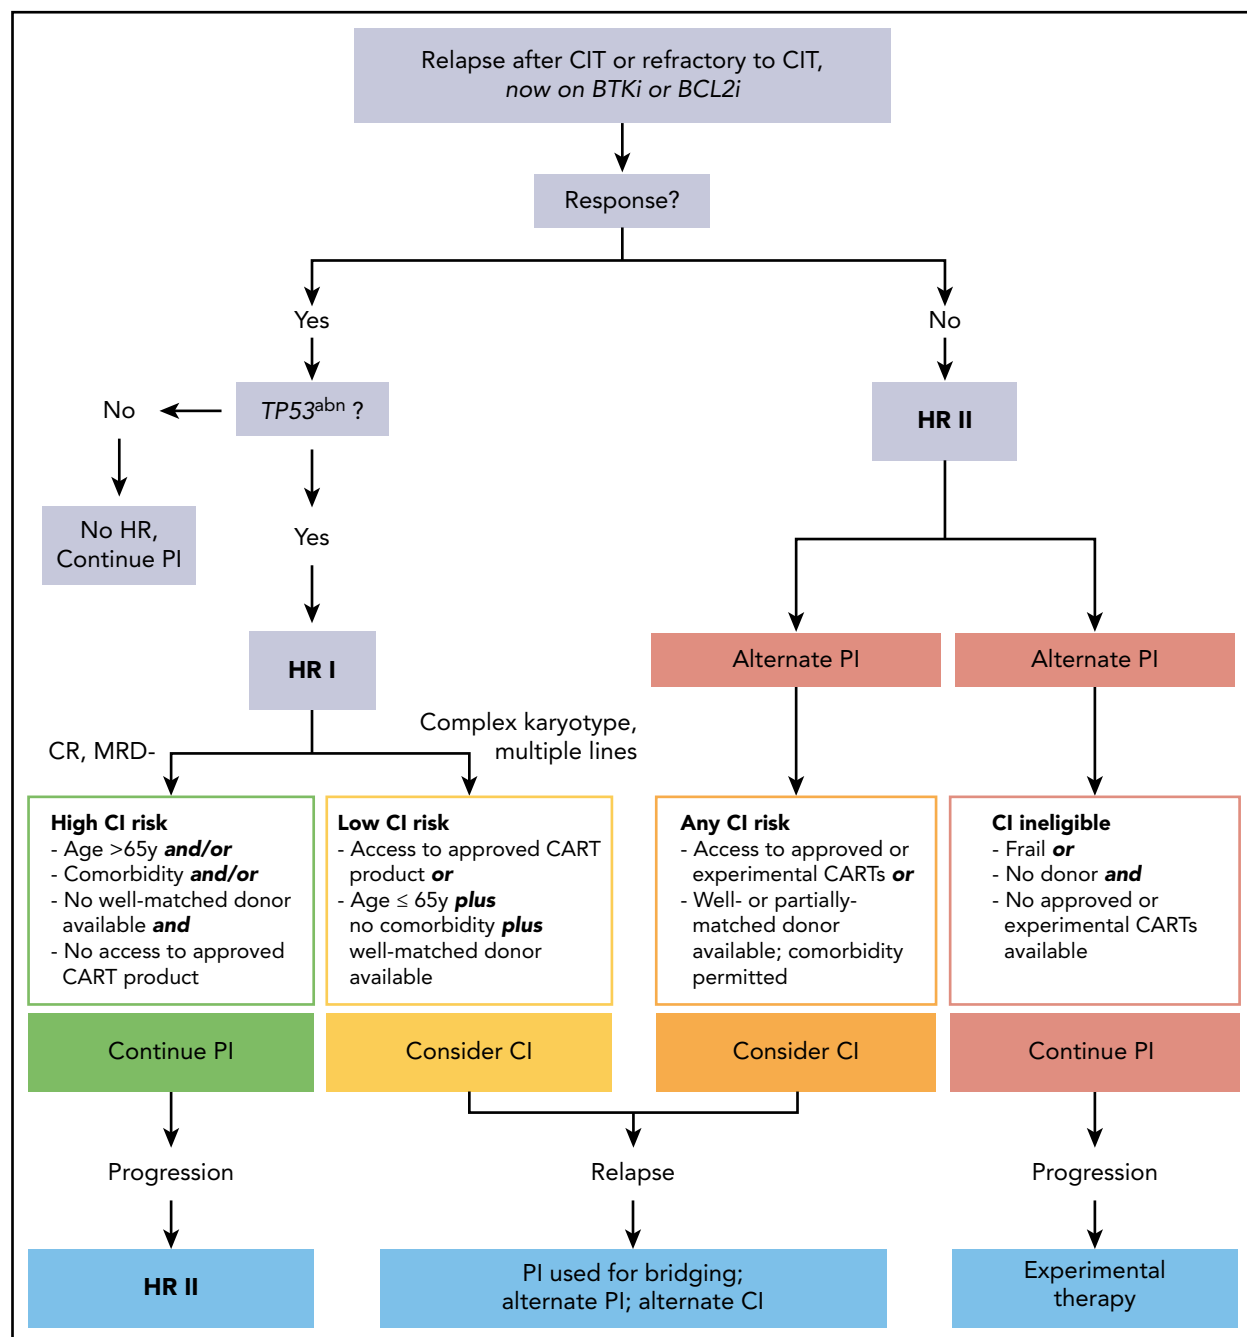 Relapse after CIT or refractory to CIT,
now on BTKi or BCL2i
Response?
Yes
No
No
TP53abn ?
HR II
No HR,
Continue PI
Yes
HR I
Alternate PI
Alternate PI
CR, MRD-
Complex karyotype,
multiple lines
High CI risk
- Age >65y and/or
- Comorbidity and/or
- No well-matched donor
available and
- No access to approved
CART product
Low CI risk
- Access to approved CART
product or
- Age ≤ 65y plus
no comorbidity plus
well-matched donor
available
Any CI risk
- Access to approved or
experimental CARTs or
- Well- or partially-
matched donor
available; comorbidity
permitted
CI ineligible
- Frail or
- No donor and
- No approved or
experimental CARTs
available
Continue PI
Consider CI
Consider CI
Continue PI
Progression
Relapse
Progression
HR II
PI used for bridging;
alternate PI; alternate CI
Experimental
therapy